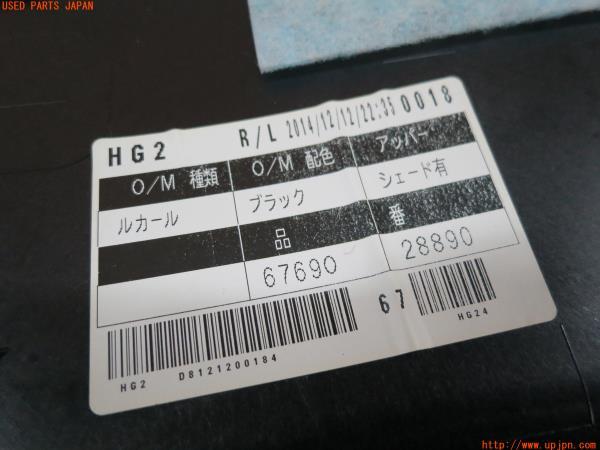 USED PARTS JAPAN
HG2 R/L 2014/12/12/22:35 0018
O/M 種類 O/M 配色 アッパー
ルカール ブラック シェード有
品 番
67690 28890
67
HG2 D8121200184 HG24
http://www.upjpn.com